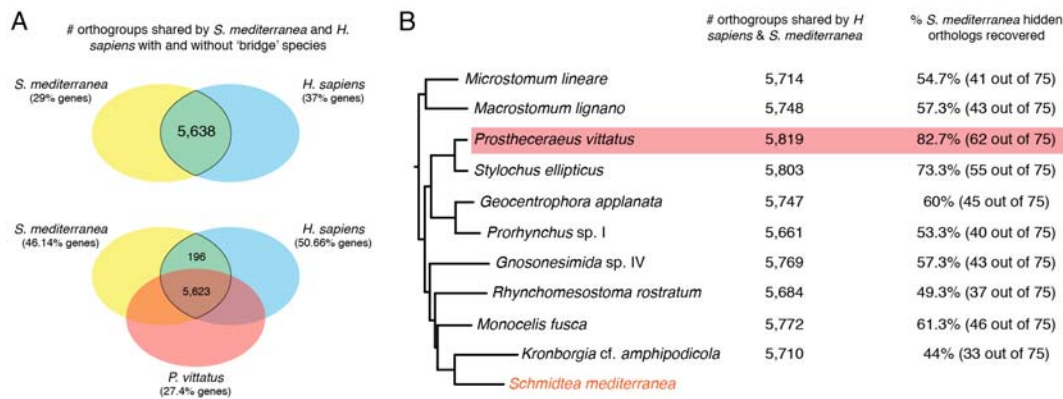 A
# orthogroups shared by S. mediterranea and H.
sapiens with and without 'bridge' species
S. mediterranea
(29% genes)
H. sapiens
(37% genes)
5,638
S. mediterranea
(46.14% genes)
H. sapiens
(50.66% genes)
196
5,623
P. vittatus
(27.4% genes)
B
# orthogroups shared by H
sapiens & S. mediterranea
% S. mediterranea hidden
orthologs recovered
Microstomum lineare 5,714 54.7% (41 out of 75)
Macrostomum lignano 5,748 57.3% (43 out of 75)
Prostheceraeus vittatus 5,819 82.7% (62 out of 75)
Stylochus ellipticus 5,803 73.3% (55 out of 75)
Geocentrophora applanata 5,747 60% (45 out of 75)
Prorhynchus sp. I 5,661 53.3% (40 out of 75)
Gnosonesimida sp. IV 5,769 57.3% (43 out of 75)
Rhynchomesostoma rostratum 5,684 49.3% (37 out of 75)
Monocelis fusca 5,772 61.3% (46 out of 75)
Kronborgia cf. amphipodicola 5,710 44% (33 out of 75)
Schmidtea mediterranea